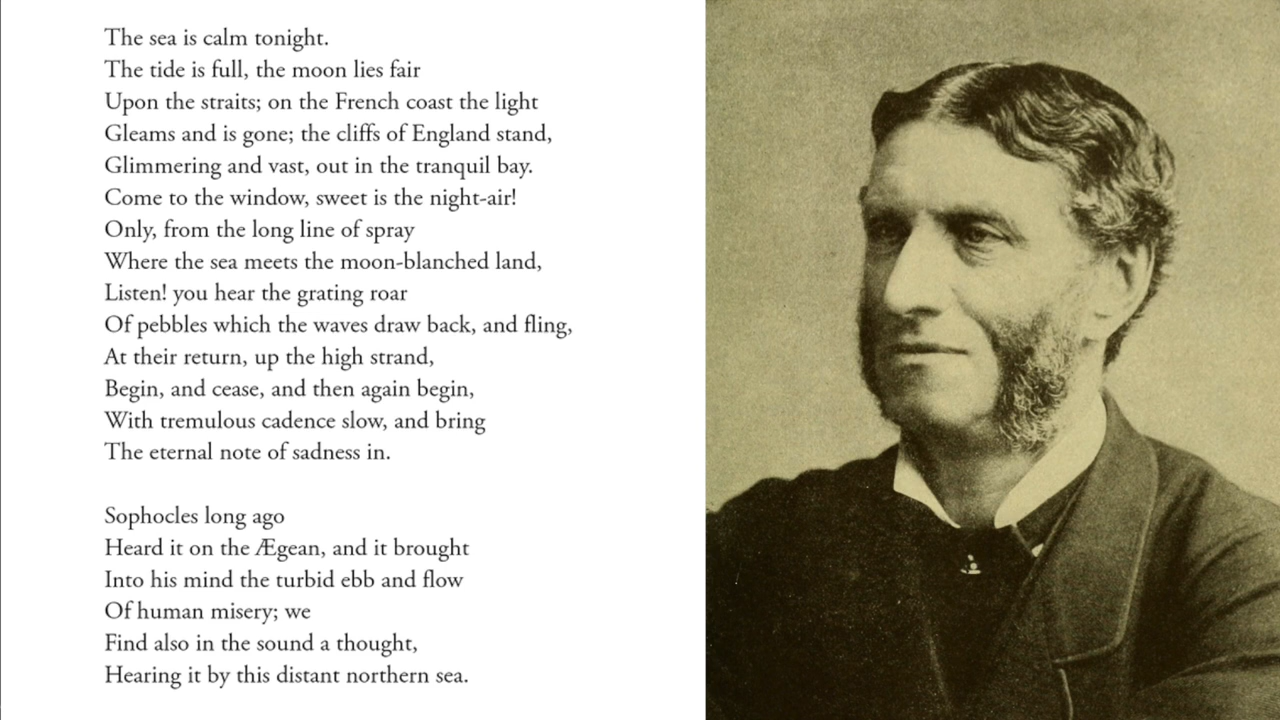 The sea is calm tonight.
The tide is full, the moon lies fair
Upon the straits; on the French coast the light
Gleams and is gone; the cliffs of England stand,
Glimmering and vast, out in the tranquil bay.
Come to the window, sweet is the night-air!
Only, from the long line of spray
Where the sea meets the moon-blanched land,
Listen! you hear the grating roar
Of pebbles which the waves draw back, and fling,
At their return, up the high strand,
Begin, and cease, and then again begin,
With tremulous cadence slow, and bring
The eternal note of sadness in.

Sophocles long ago
Heard it on the Ægean, and it brought
Into his mind the turbid ebb and flow
Of human misery; we
Find also in the sound a thought,
Hearing it by this distant northern sea.